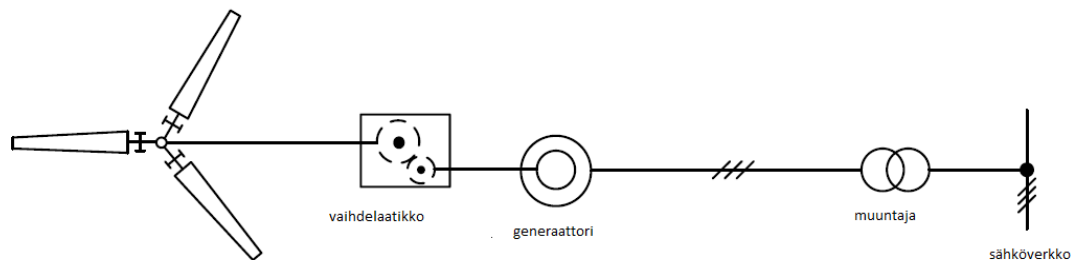 vaihdelaatikko
generaattori
muuntaja
sähköverkko